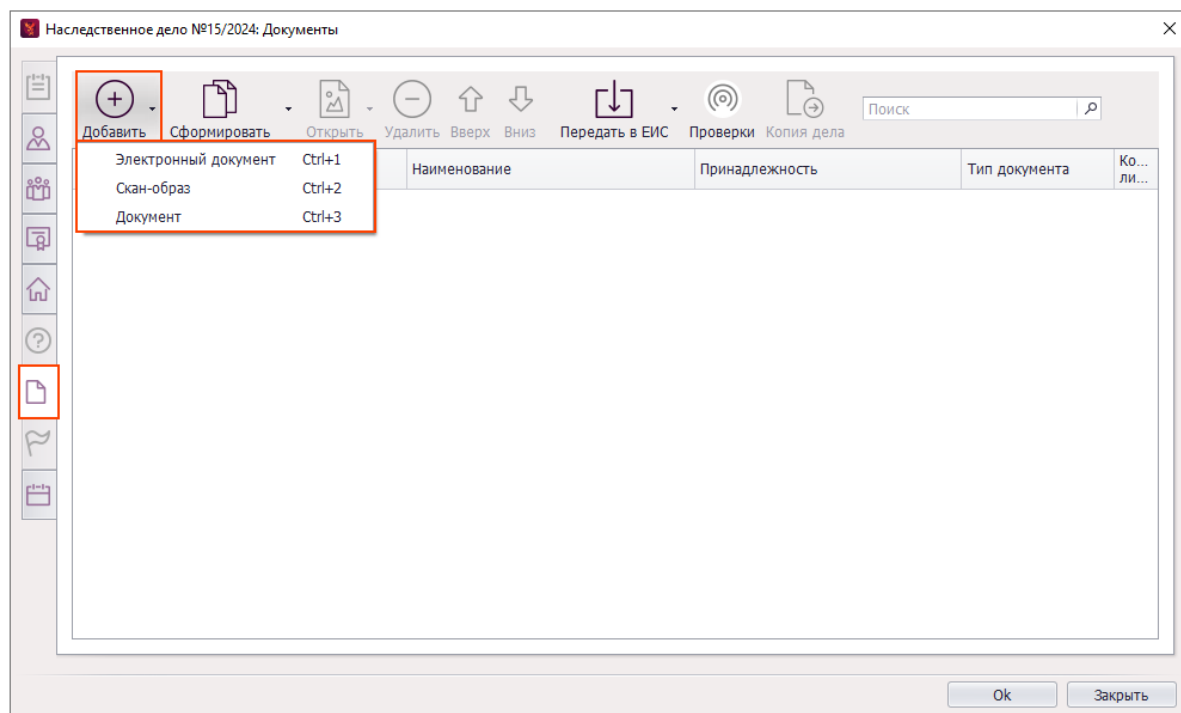 Наследственное дело №15/2024: Документы
Добавить Сформировать Открыть Удалить Вверх Вниз Передать в ЕИС Проверки Копия дела Поиск
Электронный документ Ctrl+1
Скан-образ Ctrl+2
Документ Ctrl+3
Наименование Принадлежность Тип документа Ко...
ли...
Ok Закрыть